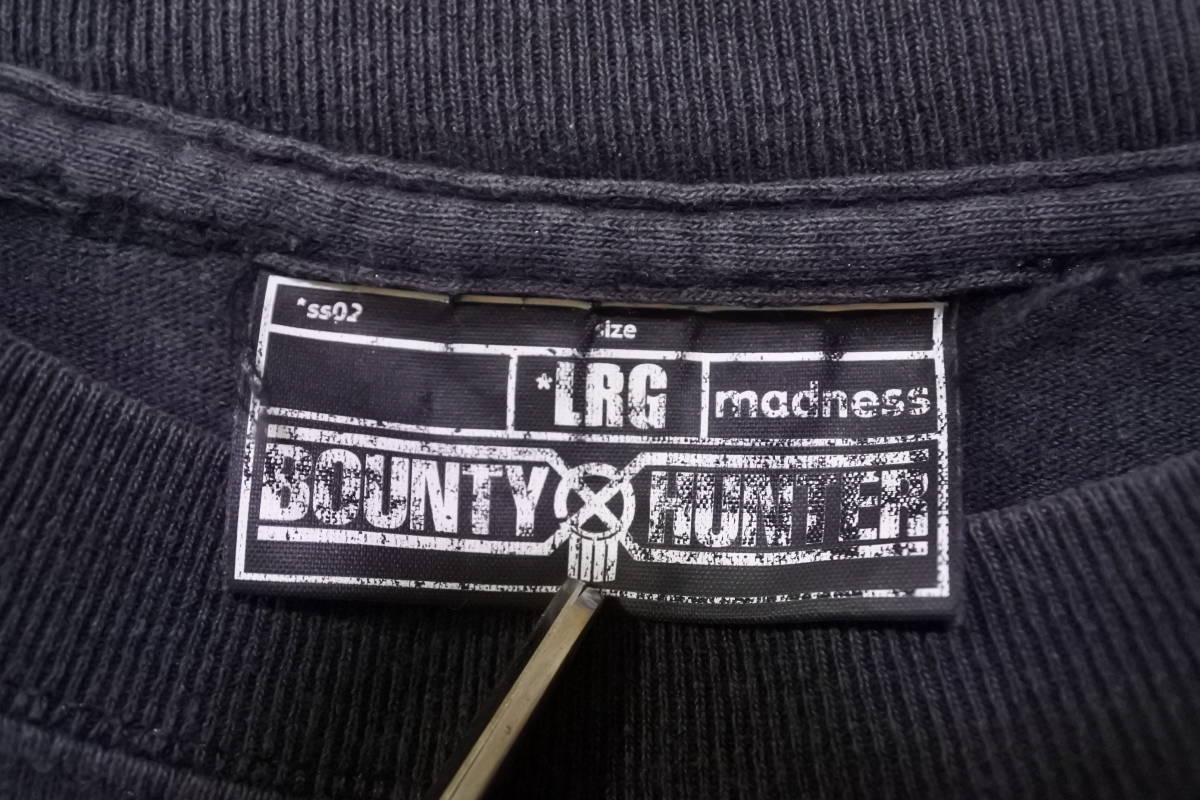 *ss02
size
*LRG
madness
BOUNTY HUNTER